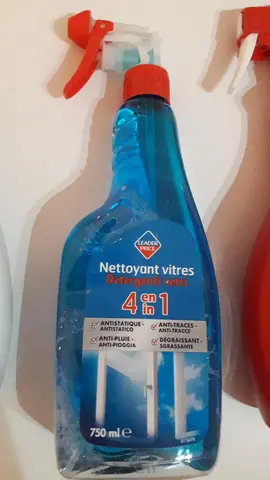 LEADER
PRICE
Nettoyant vitres
Detergente vetri
4 en in 1
ANTISTATIQUE - ANTISTATICO
ANTI-TRACES - ANTI-TRACCE
ANTI-PLUIE - ANTI-PIOGGIA
DÉGRAISSANT - SGRASSANTE
750 ml e